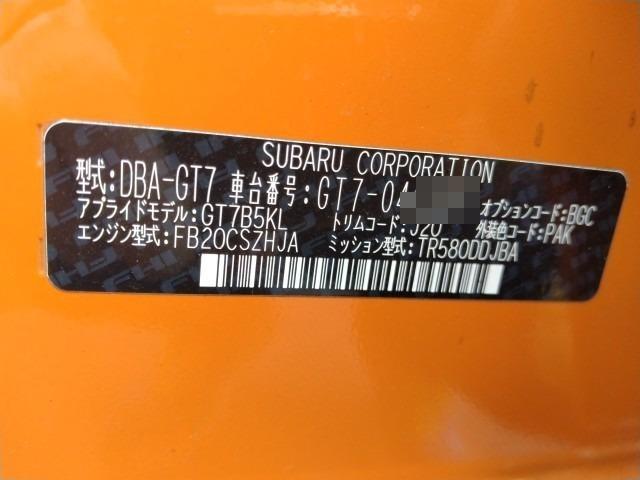 SUBARU CORPORATION
型式:DBA-GT7 車台番号:GT7-04
アプライドモデル:GT7B5KL トリムコード:J20 オプションコード:BGC
エンジン型式:FB20CSZHJA ミッション型式:TR580DDJBA 外装色コード:PAK